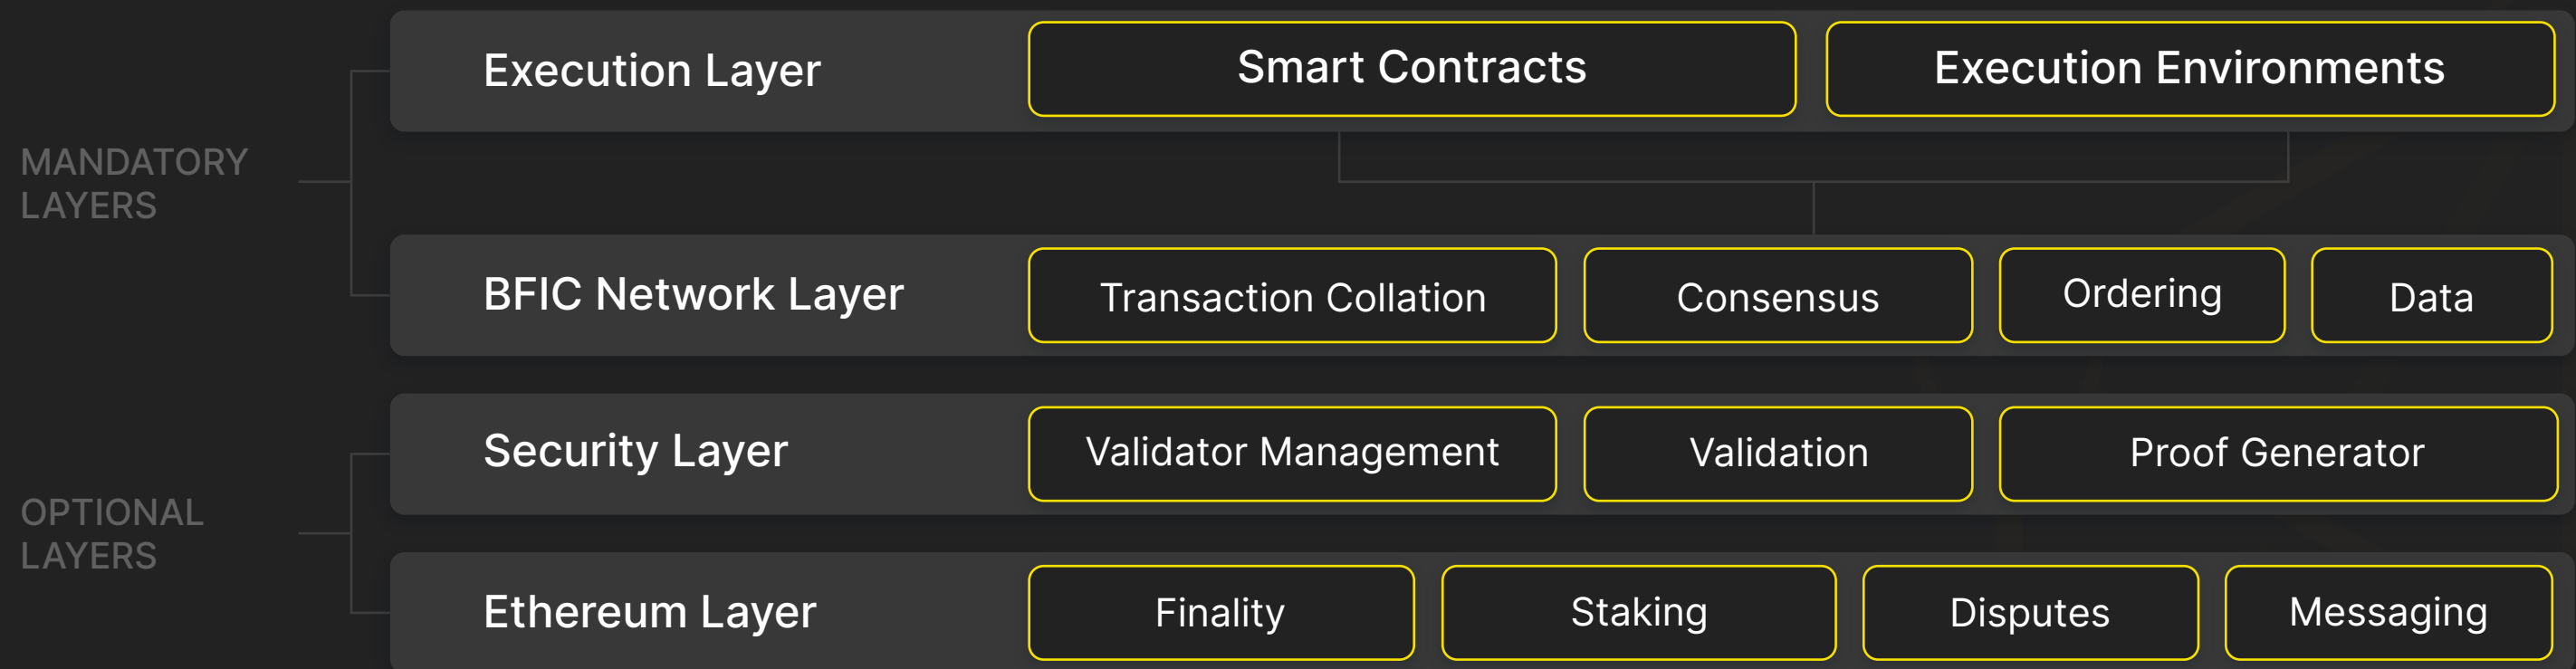 Execution Layer
Smart Contracts
Execution Environments
MANDATORY
LAYERS
BFIC Network Layer
Transaction Collation
Consensus
Ordering
Data
Security Layer
Validator Management
Validation
Proof Generator
OPTIONAL
LAYERS
Ethereum Layer
Finality
Staking
Disputes
Messaging